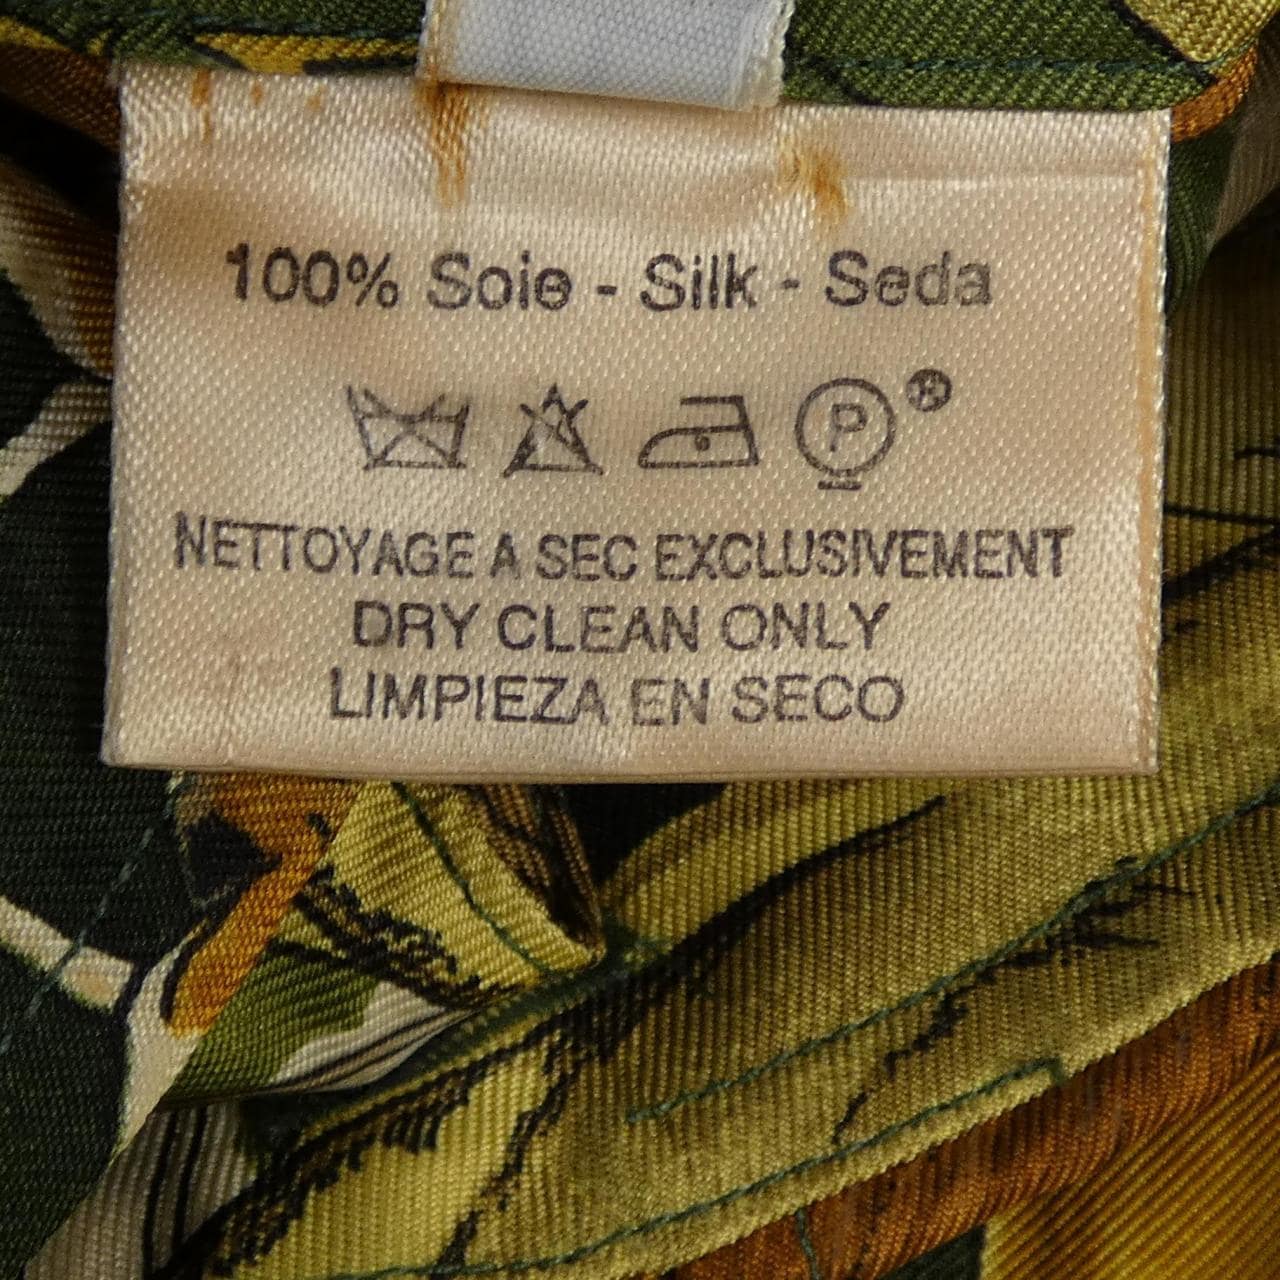 100% Soie - Silk - Seda
P ®
NETTOYAGE A SEC EXCLUSIVEMENT
DRY CLEAN ONLY
LIMPIEZA EN SECO